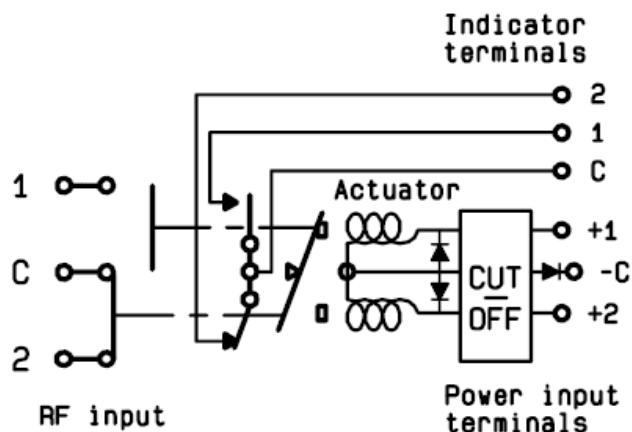 Indicator
terminals
2
1
C
Actuator
1
C
2
RF input
+1
-C
+2
CUT
OFF
Power input
terminals